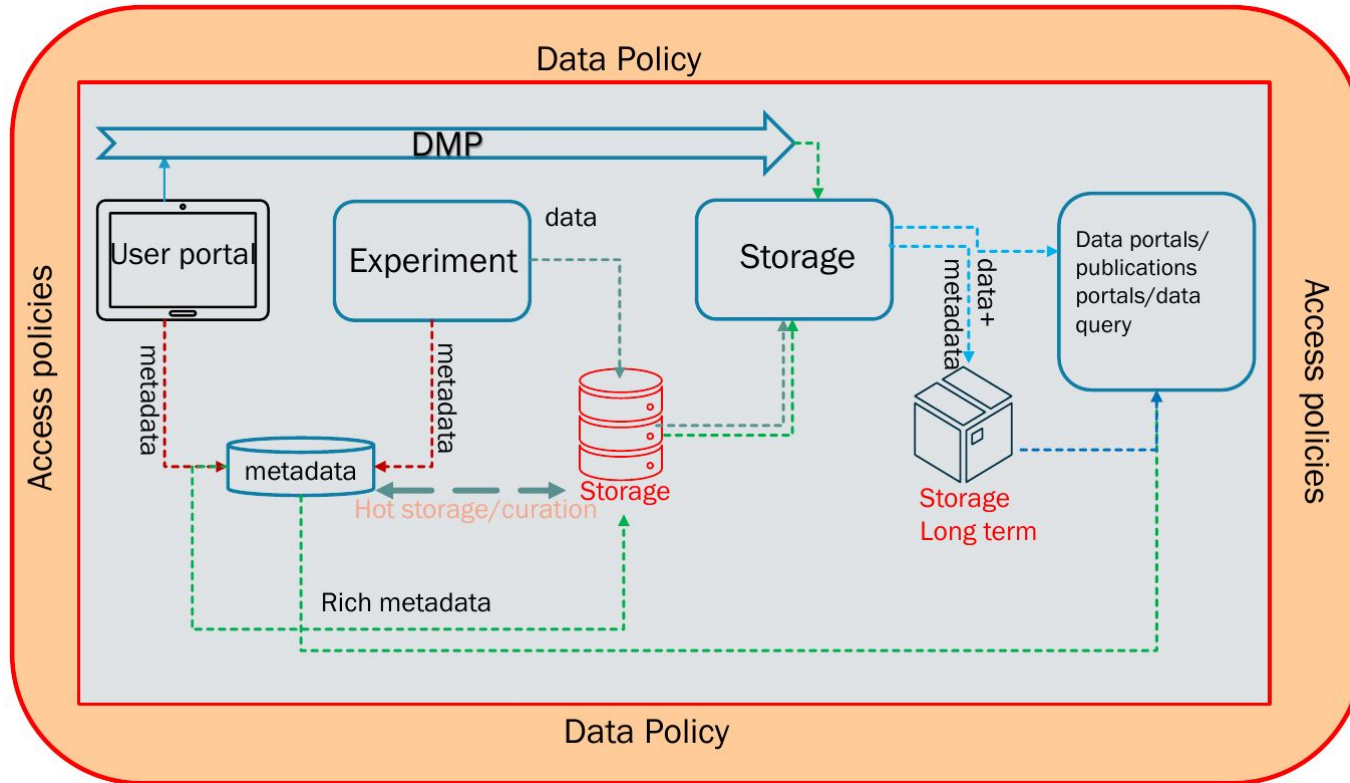 Data Policy
DMP
User portal
Experiment
data
Storage
Data portals/
publications
portals/data
query
data+
metadata
metadata
metadata
metadata
Hot storage/curation
Storage
Storage
Long term
Rich metadata
Access policies
Access policies
Data Policy